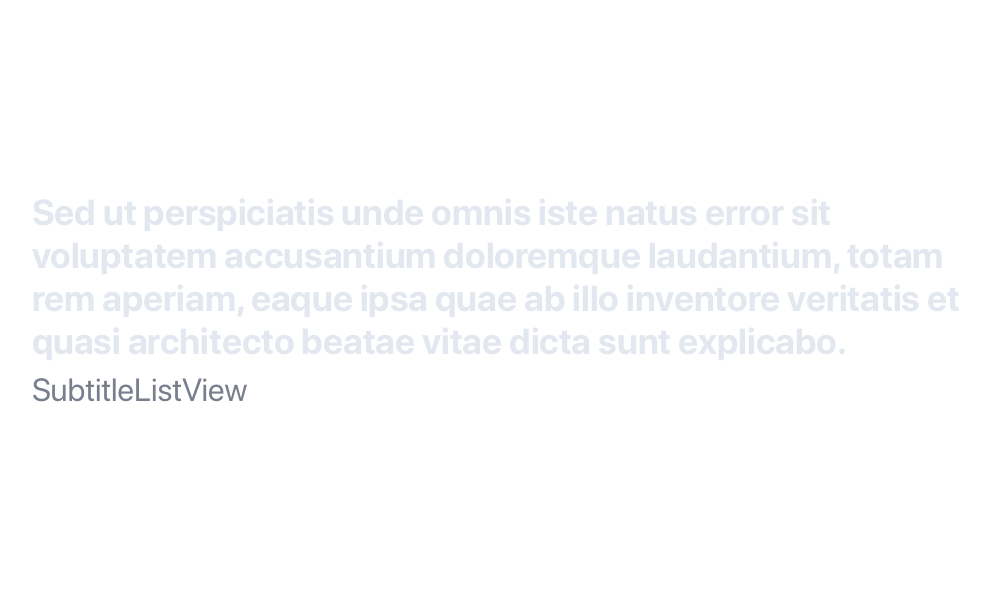 Sed ut perspiciatis unde omnis iste natus error sit
voluptatem accusantium doloremque laudantium, totam
rem aperiam, eaque ipsa quae ab illo inventore veritatis et
quasi architecto beatae vitae dicta sunt explicabo.
SubtitleListView